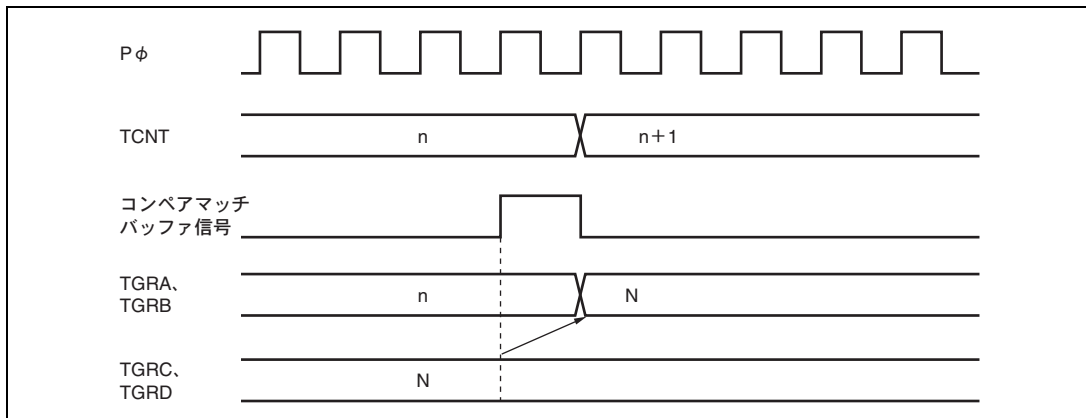 Pφ
TCNT
n
n＋1
コンペアマッチ
バッファ信号
TGRA、
TGRB
n
N
TGRC、
TGRD
N